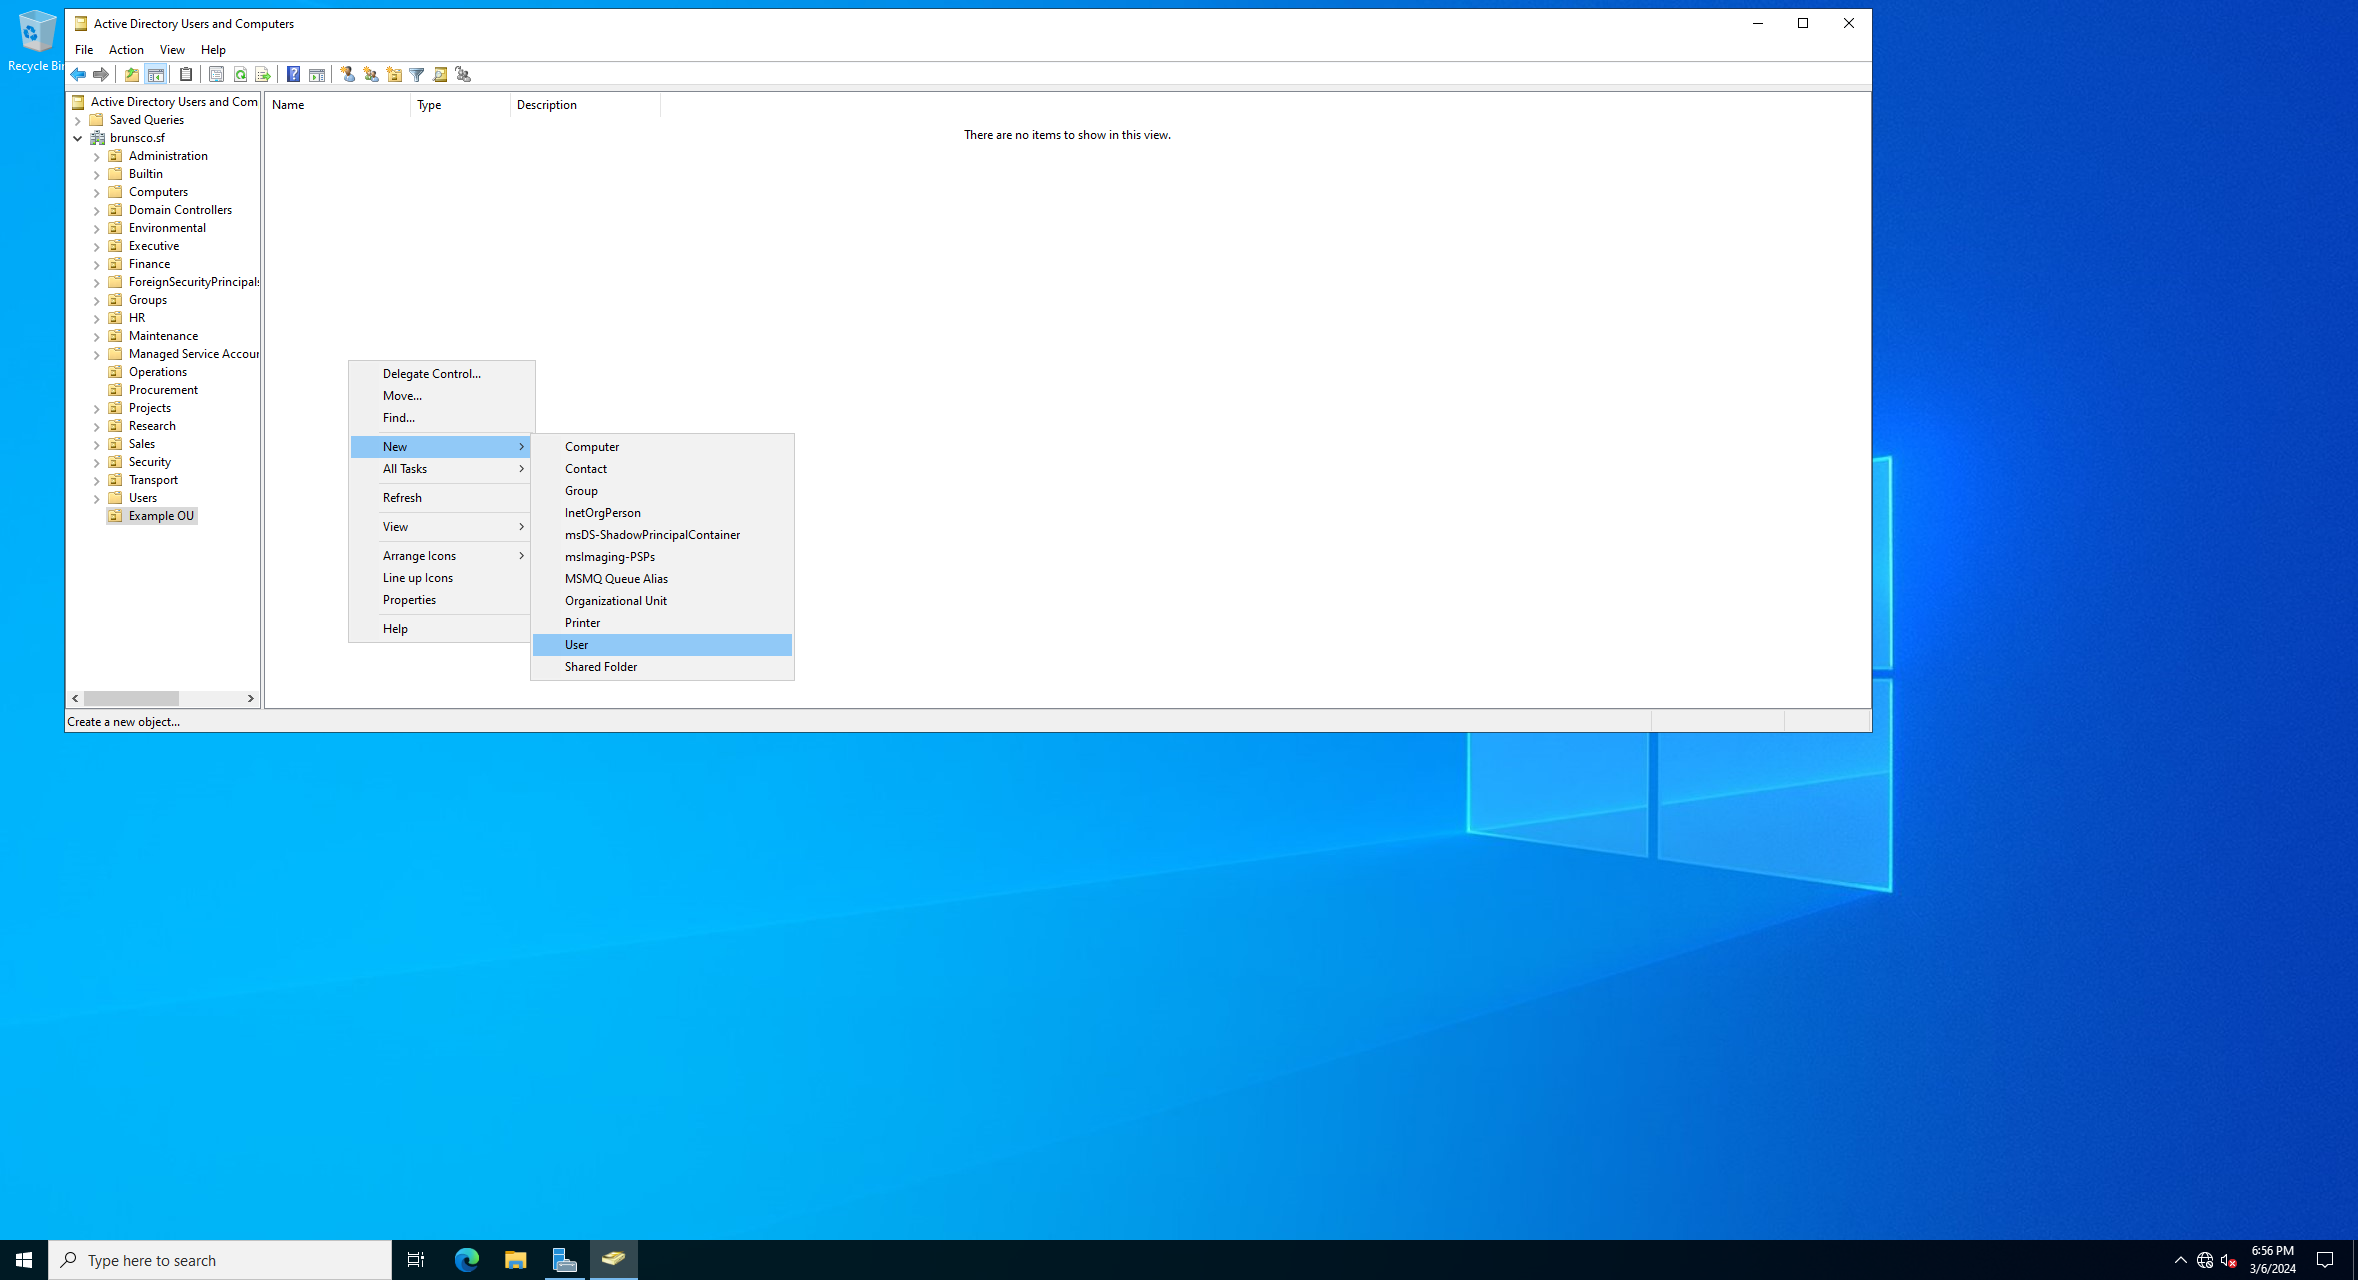 Recycle Bin
Active Directory Users and Computers
File Action View Help
Active Directory Users and Com
Saved Queries
brunsco.sf
Administration
Builtin
Computers
Domain Controllers
Environmental
Executive
Finance
ForeignSecurityPrincipals
Groups
HR
Maintenance
Managed Service Accour
Operations
Procurement
Projects
Research
Sales
Security
Transport
Users
Example OU
Name Type Description
There are no items to show in this view.
Delegate Control...
Move...
Find...
New
All Tasks
Refresh
View
Arrange Icons
Line up Icons
Properties
Help
Computer
Contact
Group
InetOrgPerson
msDS-ShadowPrincipalContainer
msImaging-PSPs
MSMQ Queue Alias
Organizational Unit
Printer
User
Shared Folder
Create a new object...
Type here to search
6:56 PM
3/6/2024